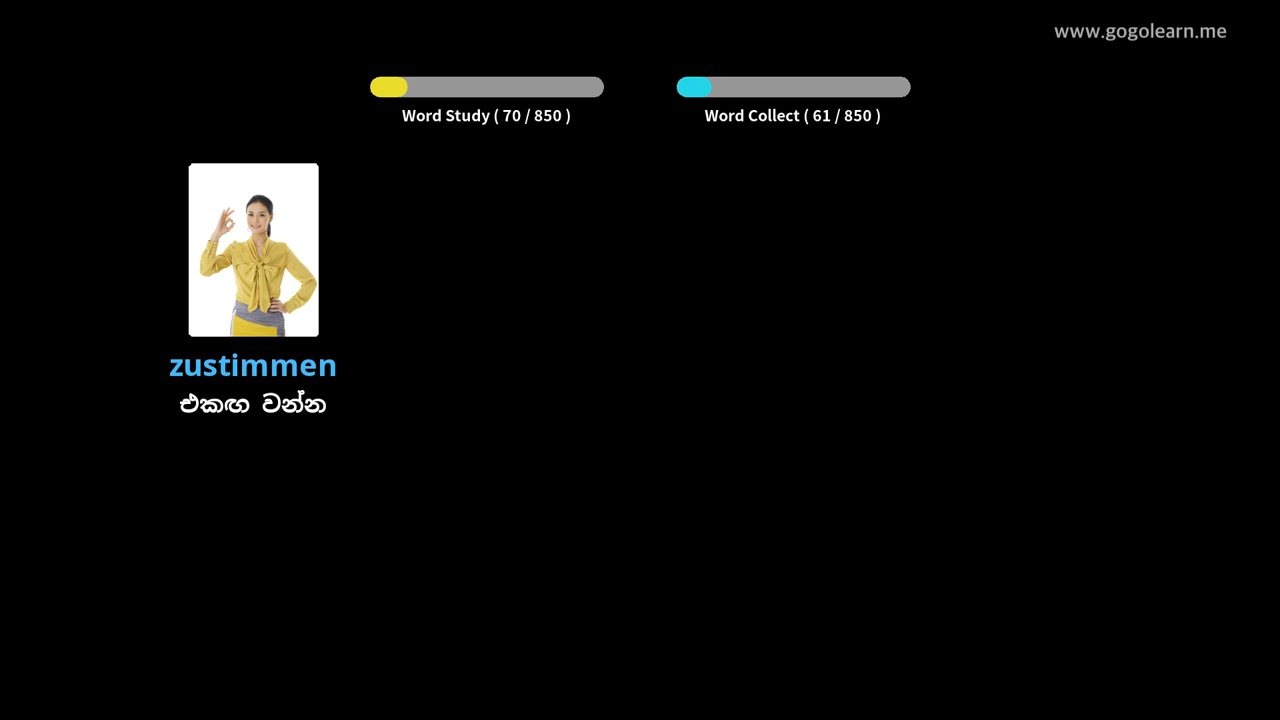 www.gogolearn.me
Word Study ( 70 / 850 )
Word Collect ( 61 / 850 )
zustimmen
එකඟ වන්න